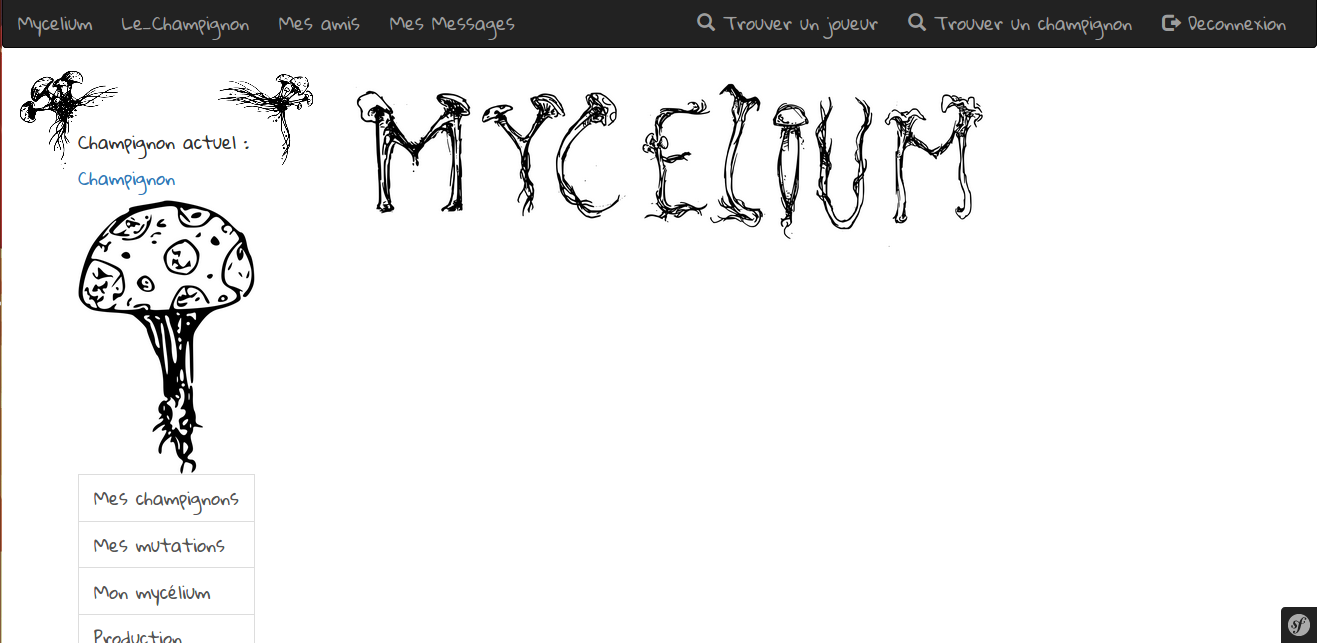 Mycelium Le_Champignon Mes amis Mes Messages Trouver un joueur Trouver un champignon Deconnexion
MYCELIUM
Champignon actuel :
Champignon
Mes champignons
Mes mutations
Mon mycélium
Production
sf